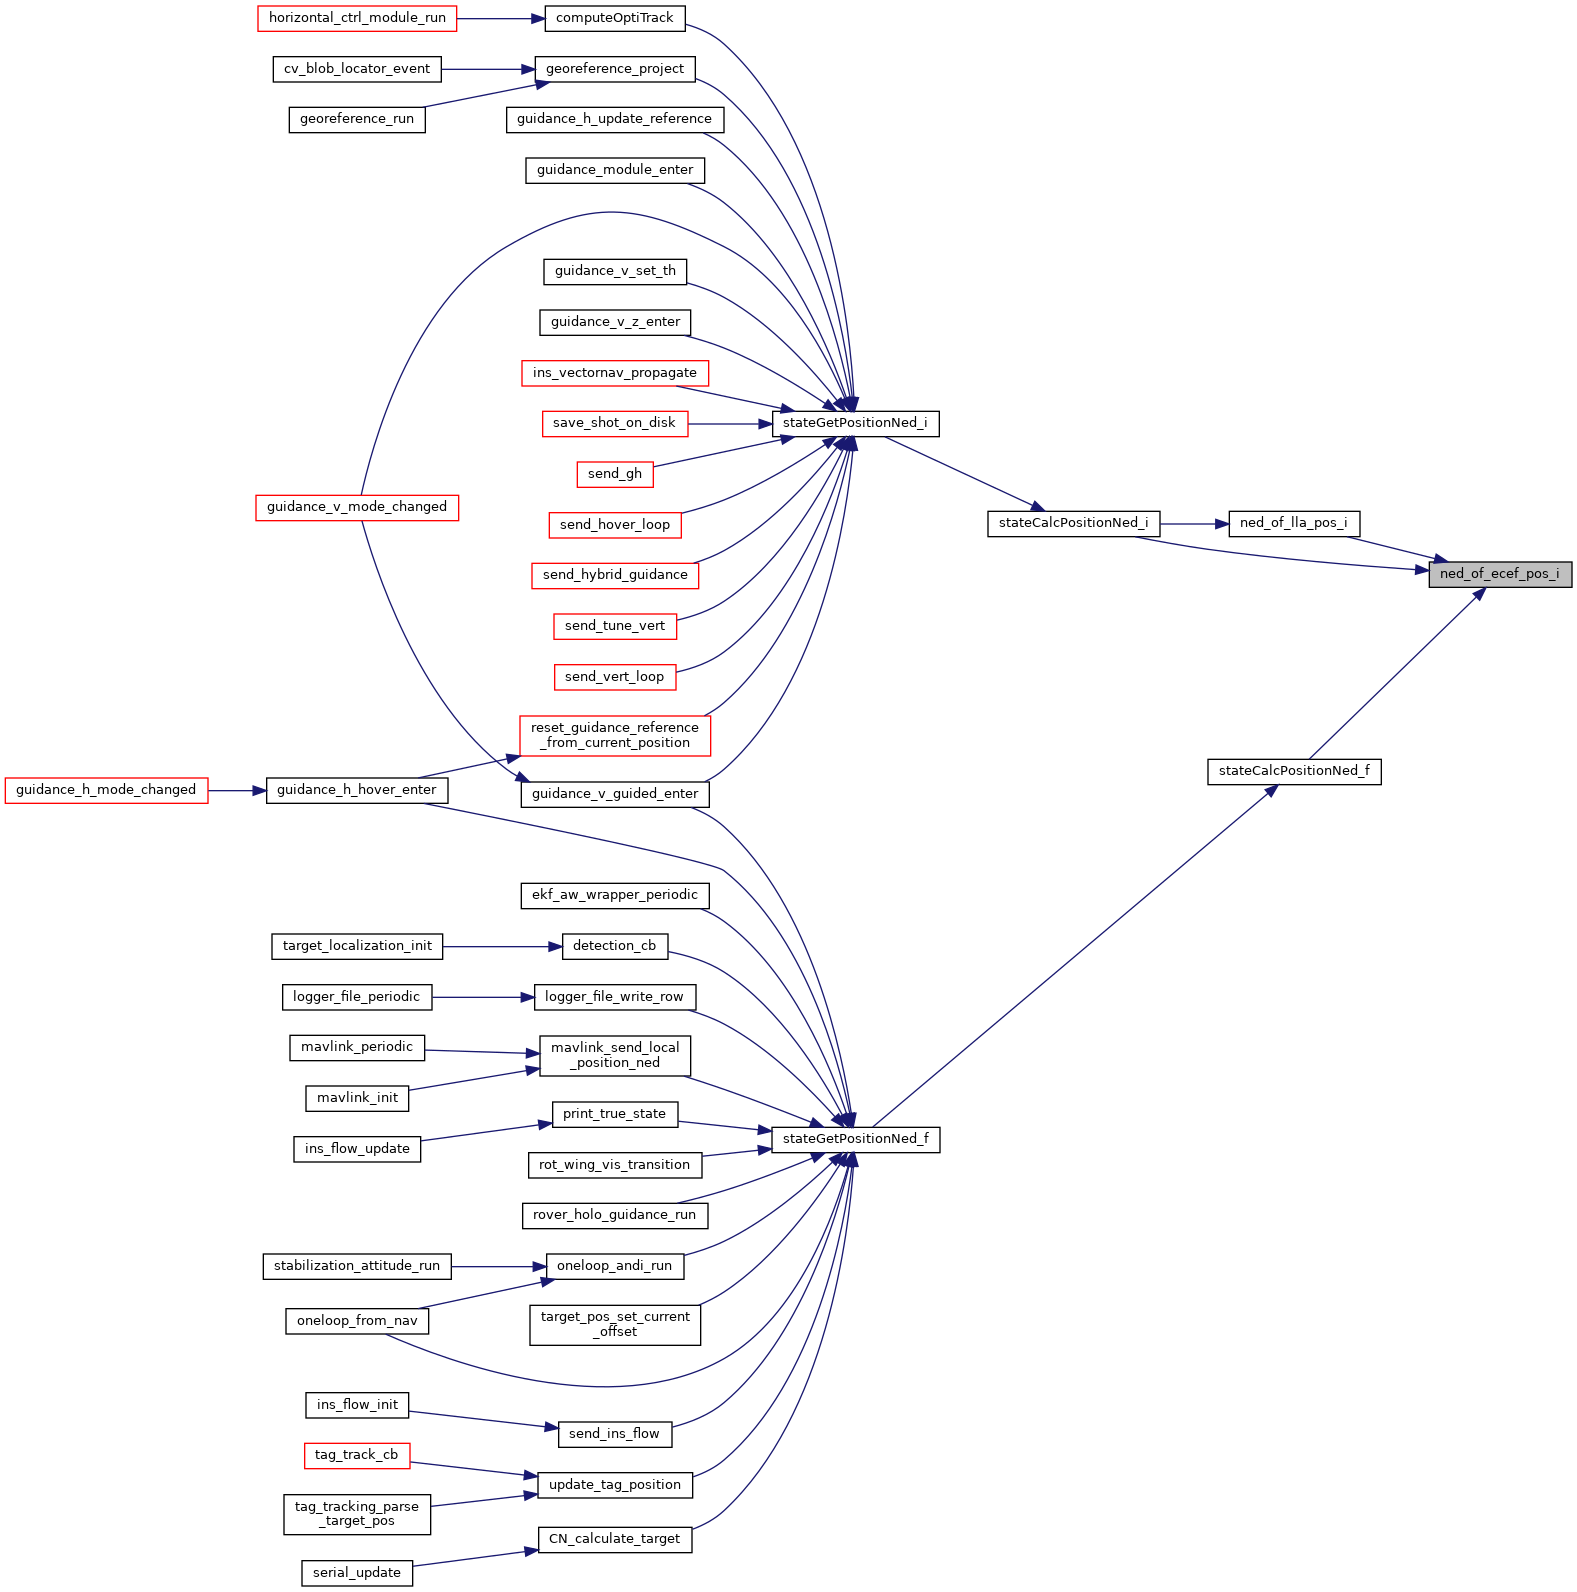 horizontal_ctrl_module_run
computeOptiTrack
cv_blob_locator_event
georeference_project
georeference_run
guidance_h_update_reference
guidance_module_enter
guidance_v_set_th
guidance_v_z_enter
ins_vectornav_propagate
save_shot_on_disk
stateGetPositionNed_i
send_gh
guidance_v_mode_changed
send_hover_loop
stateCalcPositionNed_i
ned_of_lla_pos_i
send_hybrid_guidance
ned_of_ecef_pos_i
send_tune_vert
send_vert_loop
reset_guidance_reference
_from_current_position
stateCalcPositionNed_f
guidance_h_mode_changed
guidance_h_hover_enter
guidance_v_guided_enter
ekf_aw_wrapper_periodic
target_localization_init
detection_cb
logger_file_periodic
logger_file_write_row
mavlink_periodic
mavlink_send_local
_position_ned
mavlink_init
print_true_state
stateGetPositionNed_f
ins_flow_update
rot_wing_vis_transition
rover_holo_guidance_run
stabilization_attitude_run
oneloop_andi_run
oneloop_from_nav
target_pos_set_current
_offset
ins_flow_init
send_ins_flow
tag_track_cb
update_tag_position
tag_tracking_parse
_target_pos
CN_calculate_target
serial_update